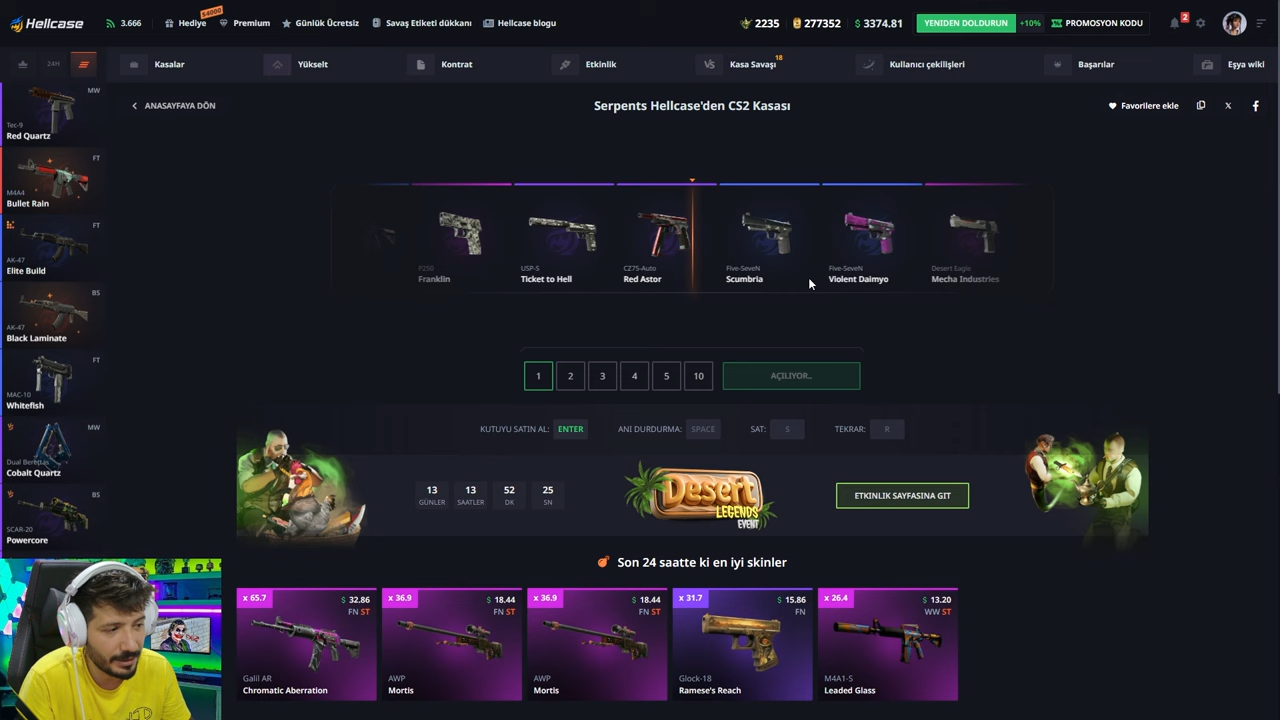 HELLCASE
3.666
Hediye
$4000
Premium
Günlük Ücretsiz
Savaş Etiketi dükkanı
Hellcase blogu
2235
277352
$ 3374.81
YENİDEN DOLDURUN
+10%
PROMOSYON KODU
2
24H
Kasalar
Yükselt
Kontrat
Etkinlik
VS
Kasa Savaşı
18
Kullanıcı çekilişleri
Başarılar
Eşya wiki
ANASAYFAYA DÖN
Serpents Hellcase'den CS2 Kasası
Favorilere ekle
MW
Tec-9
Red Quartz
FT
M4A4
Bullet Rain
FT
AK-47
Elite Build
BS
AK-47
Black Laminate
FT
MAC-10
Whitefish
MW
Dual Berettas
Cobalt Quartz
BS
SCAR-20
Powercore
P250
Franklin
USP-S
Ticket to Hell
CZ75-Auto
Red Astor
Five-SeveN
Scumbria
Five-SeveN
Violent Daimyo
Desert Eagle
Mecha Industries
1
2
3
4
5
10
AÇILIYOR..
KUTUYU SATIN AL:
ENTER
ANI DURDURMA:
SPACE
SAT:
S
TEKRAR:
R
13
GÜNLER
13
SAATLER
52
DK
25
SN
Desert
LEGENDS
EVENT
ETKINLIK SAYFASINA GIT
Son 24 saatte ki en iyi skinler
x 65.7
$ 32.86
FN ST
Galil AR
Chromatic Aberration
x 36.9
$ 18.44
FN ST
AWP
Mortis
x 36.9
$ 18.44
FN ST
AWP
Mortis
x 31.7
$ 15.86
FN
Glock-18
Ramese's Reach
x 26.4
$ 13.20
WW ST
M4A1-S
Leaded Glass